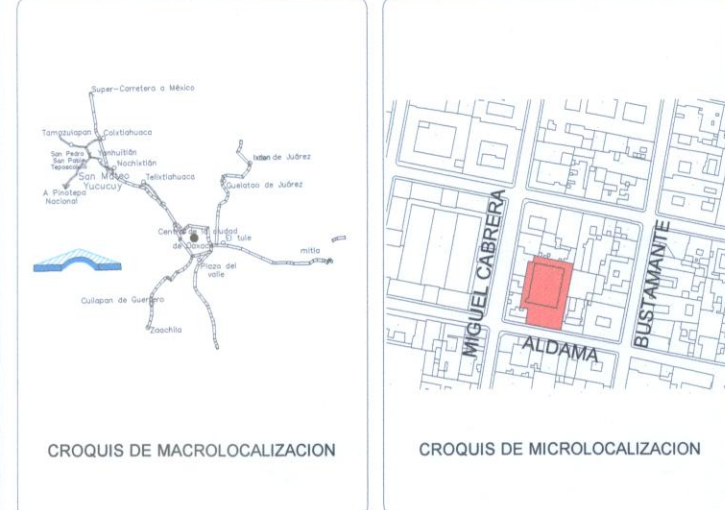 Super-Carretera a México
Tamazulapan
Coixtlahuaca
San Pedro
San Pablo
Teposcolula
Yanhuitlán
Nochixtlán
San Mateo
Yucucuy
Telixtlahuaca
A Pinotepa
Nacional
Ixtlan de Juárez
Guelatao de Juárez
Centro de la ciudad
de Oaxaca
El tule
mitla
Plaza del
valle
Cuilapan de Guerrero
Zaachila
CROQUIS DE MACROLOCALIZACION
MIGUEL CABRERA
ALDAMA
BUSTAMANTE
CROQUIS DE MICROLOCALIZACION